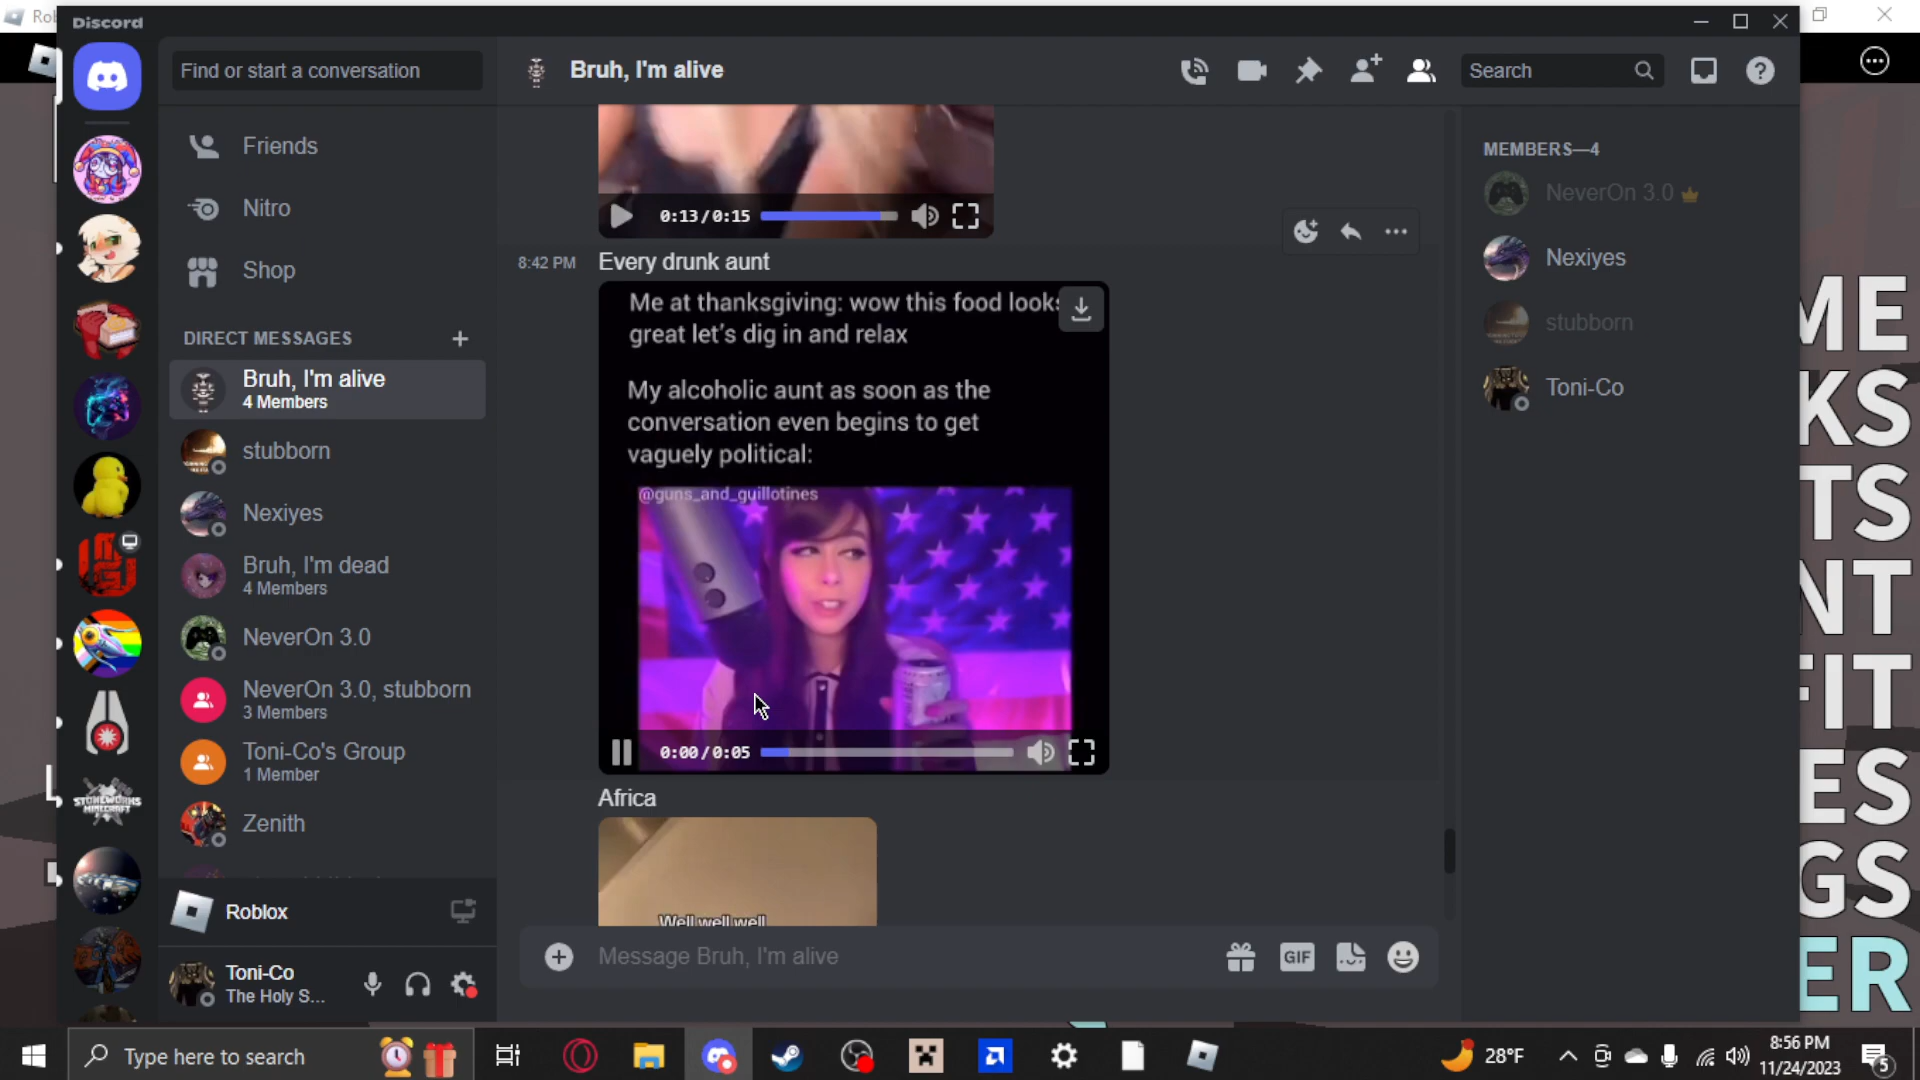 Rob
Discord
Find or start a conversation
Bruh, I'm alive
Search
Friends
Nitro
Shop
DIRECT MESSAGES
Bruh, I'm alive
4 Members
stubborn
Nexiyes
Bruh, I'm dead
4 Members
NeverOn 3.0
NeverOn 3.0, stubborn
3 Members
Toni-Co's Group
1 Member
Zenith
Roblox
Toni-Co
The Holy S...
STONEWORKS
MINECRAFT
0:13/0:15
8:42 PM
Every drunk aunt
Me at thanksgiving: wow this food looks
great let's dig in and relax
My alcoholic aunt as soon as the
conversation even begins to get
vaguely political:
@guns_and_guillotines
0:00/0:05
Africa
Well well well
Message Bruh, I'm alive
GIF
MEMBERS—4
NeverOn 3.0
Nexiyes
stubborn
Toni-Co
ME
KS
TS
NT
FIT
ES
GS
ER
Type here to search
28°F
8:56 PM
11/24/2023
5